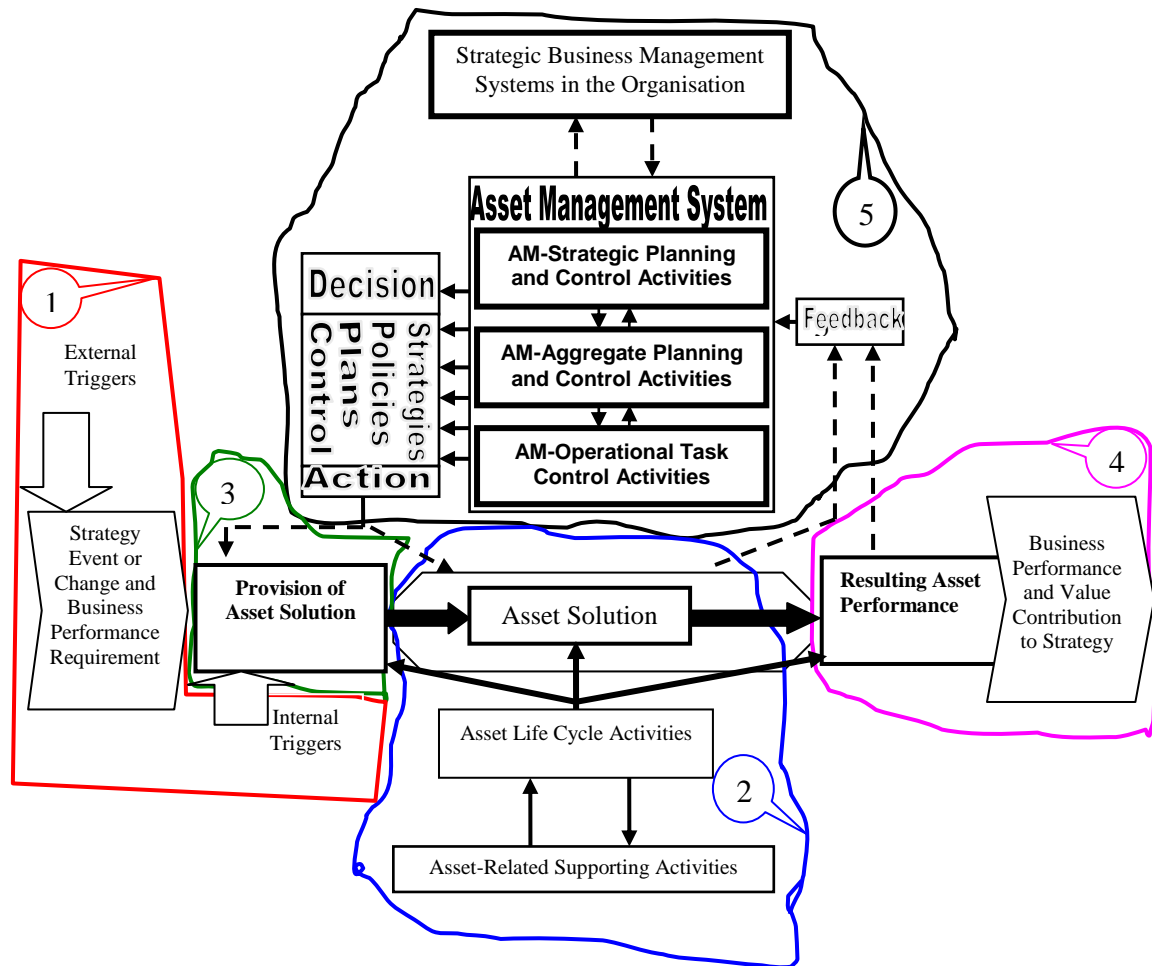 Strategic Business Management
Systems in the Organisation
5
Asset Management System
AM-Strategic Planning
and Control Activities
AM-Aggregate Planning
and Control Activities
AM-Operational Task
Control Activities
Decision
Strategies
Policies
Plans
Control
Action
Feedback
1
External
Triggers
Strategy
Event or
Change and
Business
Performance
Requirement
3
Provision of
Asset Solution
Internal
Triggers
Asset Solution
Asset Life Cycle Activities
2
Asset-Related Supporting Activities
4
Resulting Asset
Performance
Business
Performance
and Value
Contribution
to Strategy